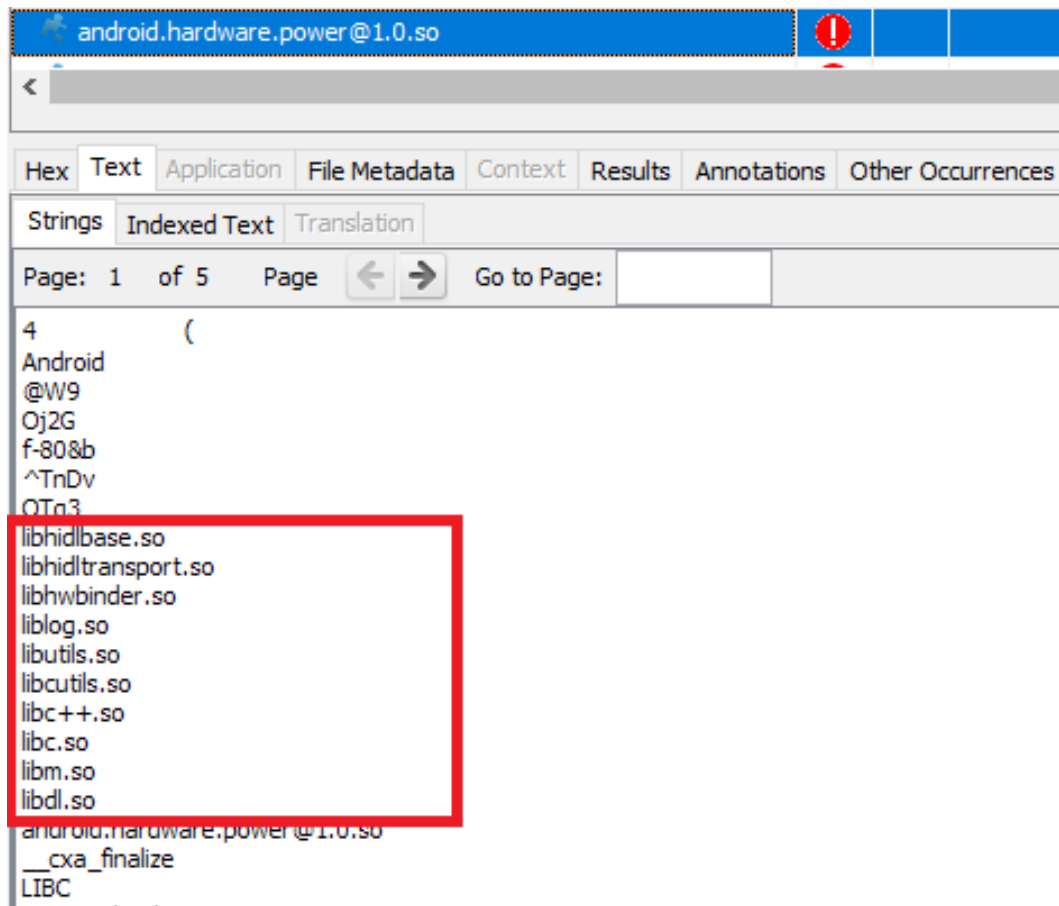 android.hardware.power@1.0.so
Hex Text Application File Metadata Context Results Annotations Other Occurrences
Strings Indexed Text Translation
Page: 1 of 5 Page Go to Page:
4 (
Android
@W9
Oj2G
f-80&b
^TnDv
OTq3
libhidlbase.so
libhidltransport.so
libhwbinder.so
liblog.so
libutils.so
libcutils.so
libc++.so
libc.so
libm.so
libdl.so
android.hardware.power@1.0.so
__cxa_finalize
LIBC